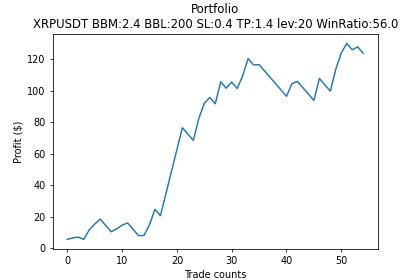 Portfolio
XRPUSDT BBM:2.4 BBL:200 SL:0.4 TP:1.4 lev:20 WinRatio:56.0
120
100
80
60
40
20
0
Profit ($)
0 10 20 30 40 50
Trade counts